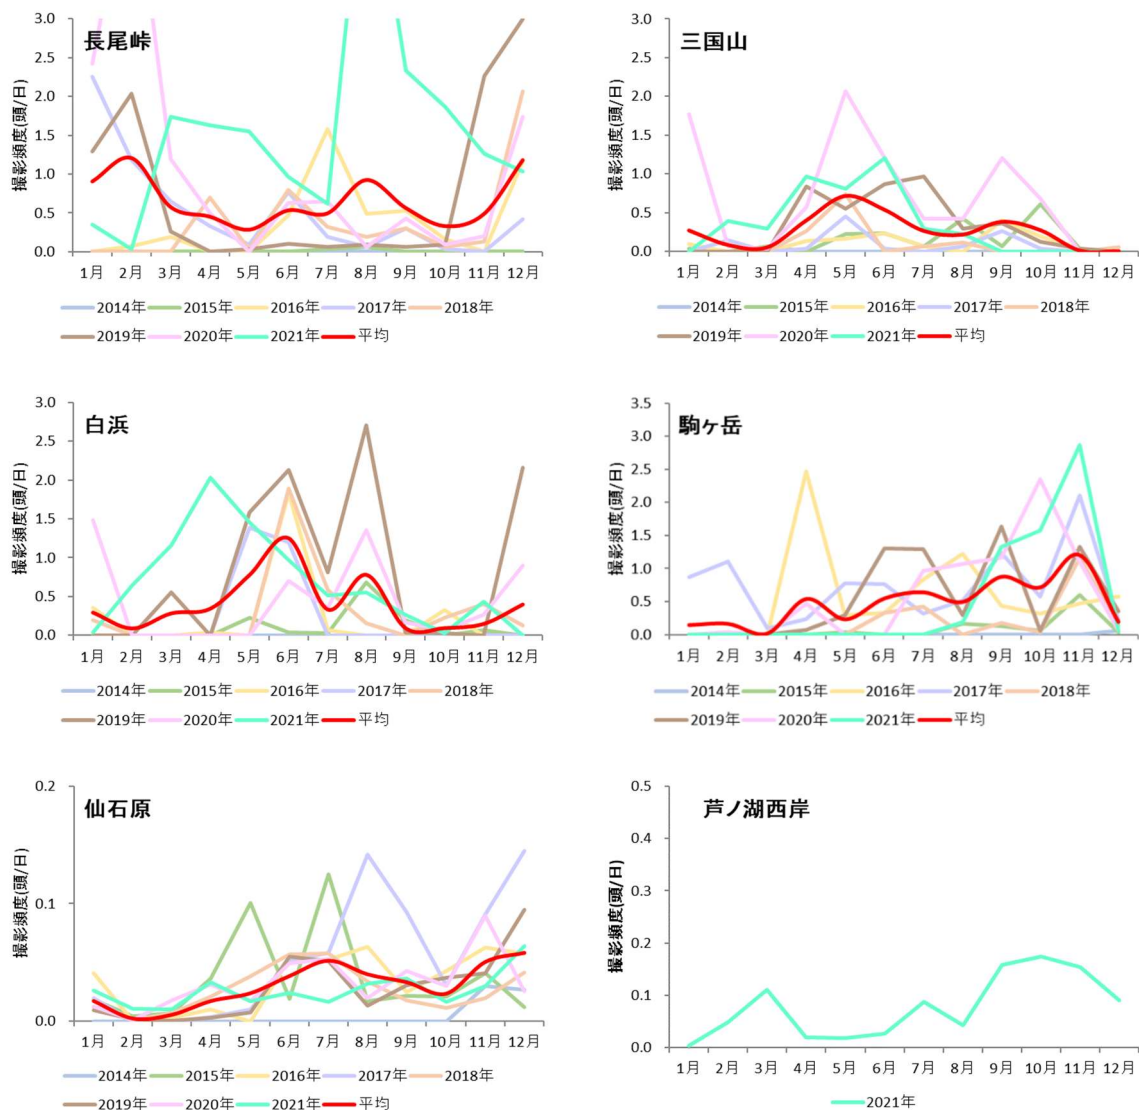 長尾峠
撮影頻度(頭/日)
3.0
2.5
2.0
1.5
1.0
0.5
0.0
1月 2月 3月 4月 5月 6月 7月 8月 9月 10月 11月 12月
2014年 2015年 2016年 2017年 2018年
2019年 2020年 2021年 平均
三国山
撮影頻度(頭/日)
3.0
2.5
2.0
1.5
1.0
0.5
0.0
1月 2月 3月 4月 5月 6月 7月 8月 9月 10月 11月 12月
2014年 2015年 2016年 2017年 2018年
2019年 2020年 2021年 平均
白浜
撮影頻度(頭/日)
3.0
2.5
2.0
1.5
1.0
0.5
0.0
1月 2月 3月 4月 5月 6月 7月 8月 9月 10月 11月 12月
2014年 2015年 2016年 2017年 2018年
2019年 2020年 2021年 平均
駒ヶ岳
撮影頻度(頭/日)
3.5
3.0
2.5
2.0
1.5
1.0
0.5
0.0
1月 2月 3月 4月 5月 6月 7月 8月 9月 10月 11月 12月
2014年 2015年 2016年 2017年 2018年
2019年 2020年 2021年 平均
仙石原
撮影頻度(頭/日)
0.2
0.1
0.0
1月 2月 3月 4月 5月 6月 7月 8月 9月 10月 11月 12月
2014年 2015年 2016年 2017年 2018年
2019年 2020年 2021年 平均
芦ノ湖西岸
撮影頻度(頭/日)
0.5
0.4
0.3
0.2
0.1
0.0
1月 2月 3月 4月 5月 6月 7月 8月 9月 10月 11月 12月
2021年